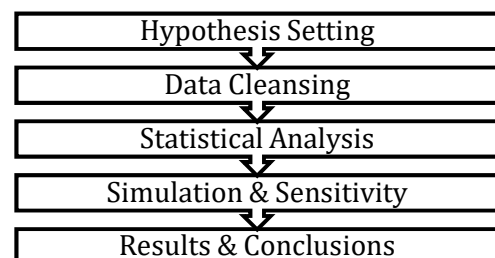 Hypothesis Setting
Data Cleansing
Statistical Analysis
Simulation & Sensitivity
Results & Conclusions